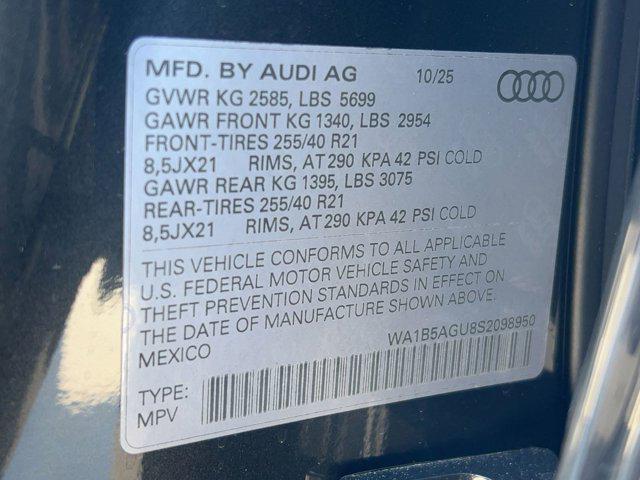 MFD. BY AUDI AG 10/25
GVWR KG 2585, LBS 5699
GAWR FRONT KG 1340, LBS 2954
FRONT-TIRES 255/40 R21
8,5JX21 RIMS, AT 290 KPA 42 PSI COLD
GAWR REAR KG 1395, LBS 3075
REAR-TIRES 255/40 R21
8,5JX21 RIMS, AT 290 KPA 42 PSI COLD
THIS VEHICLE CONFORMS TO ALL APPLICABLE
U.S. FEDERAL MOTOR VEHICLE SAFETY AND
THEFT PREVENTION STANDARDS IN EFFECT ON
THE DATE OF MANUFACTURE SHOWN ABOVE.
MEXICO WA1B5AGU8S2098950
TYPE:
MPV